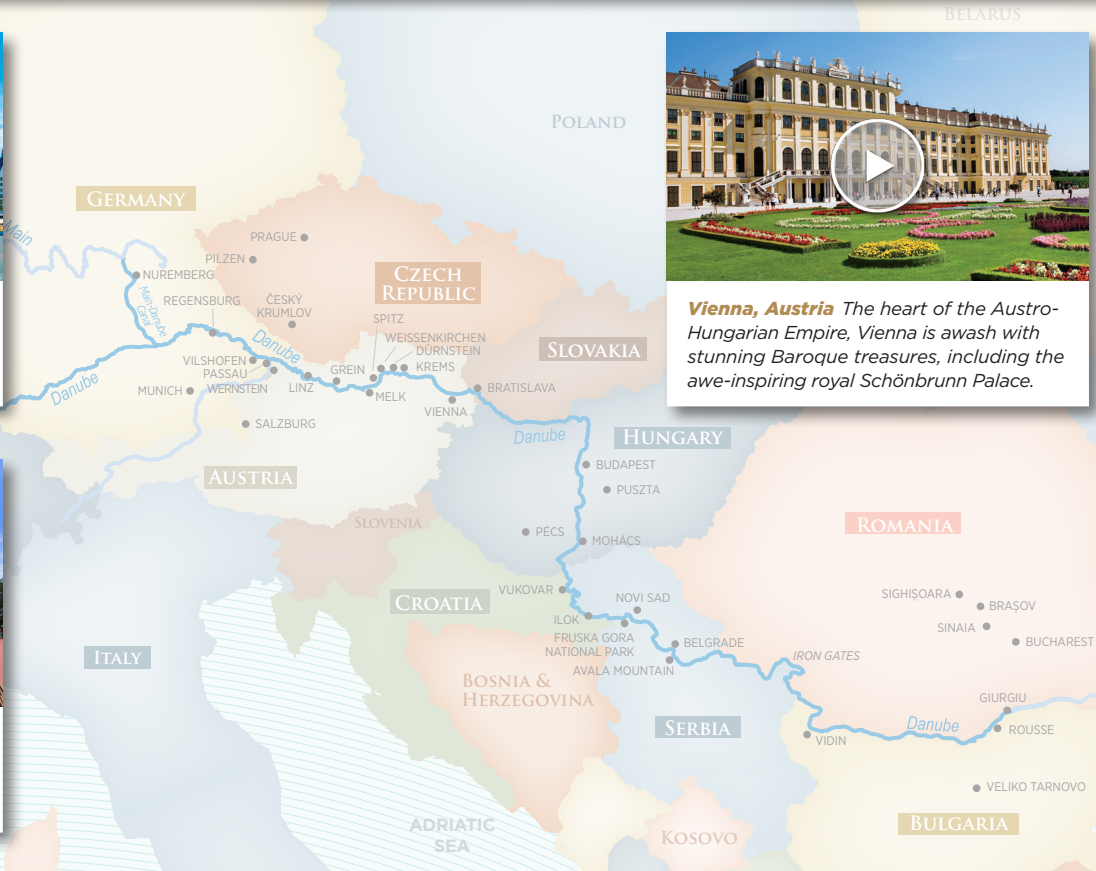 BELARUS
POLAND
GERMANY
Main
PRAGUE
PILZEN
CZECH
REPUBLIC
NUREMBERG
Main-Danube
Canal
REGENSBURG
ČESKÝ
KRUMLOV
SPITZ
WEISSENKIRCHEN
DÜRNSTEIN
KREMS
Danube
VILSHOFEN
PASSAU
WERNSTEIN
LINZ
GREIN
MELK
VIENNA
BRATISLAVA
SLOVAKIA
MUNICH
Danube
SALZBURG
Vienna, Austria The heart of the Austro-
Hungarian Empire, Vienna is awash with
stunning Baroque treasures, including the
awe-inspiring royal Schönbrunn Palace.
Danube
HUNGARY
BUDAPEST
PUSZTA
AUSTRIA
SLOVENIA
PÉCS
MOHÁCS
ROMANIA
CROATIA
VUKOVAR
NOVI SAD
ILOK
FRUSKA GORA
NATIONAL PARK
BELGRADE
AVALA MOUNTAIN
SIGHIȘOARA
BRAȘOV
SINAIA
BUCHAREST
ITALY
IRON GATES
BOSNIA &
HERZEGOVINA
SERBIA
GIURGIU
Danube
ROUSSE
VIDIN
VELIKO TARNOVO
BULGARIA
ADRIATIC
SEA
KOSOVO